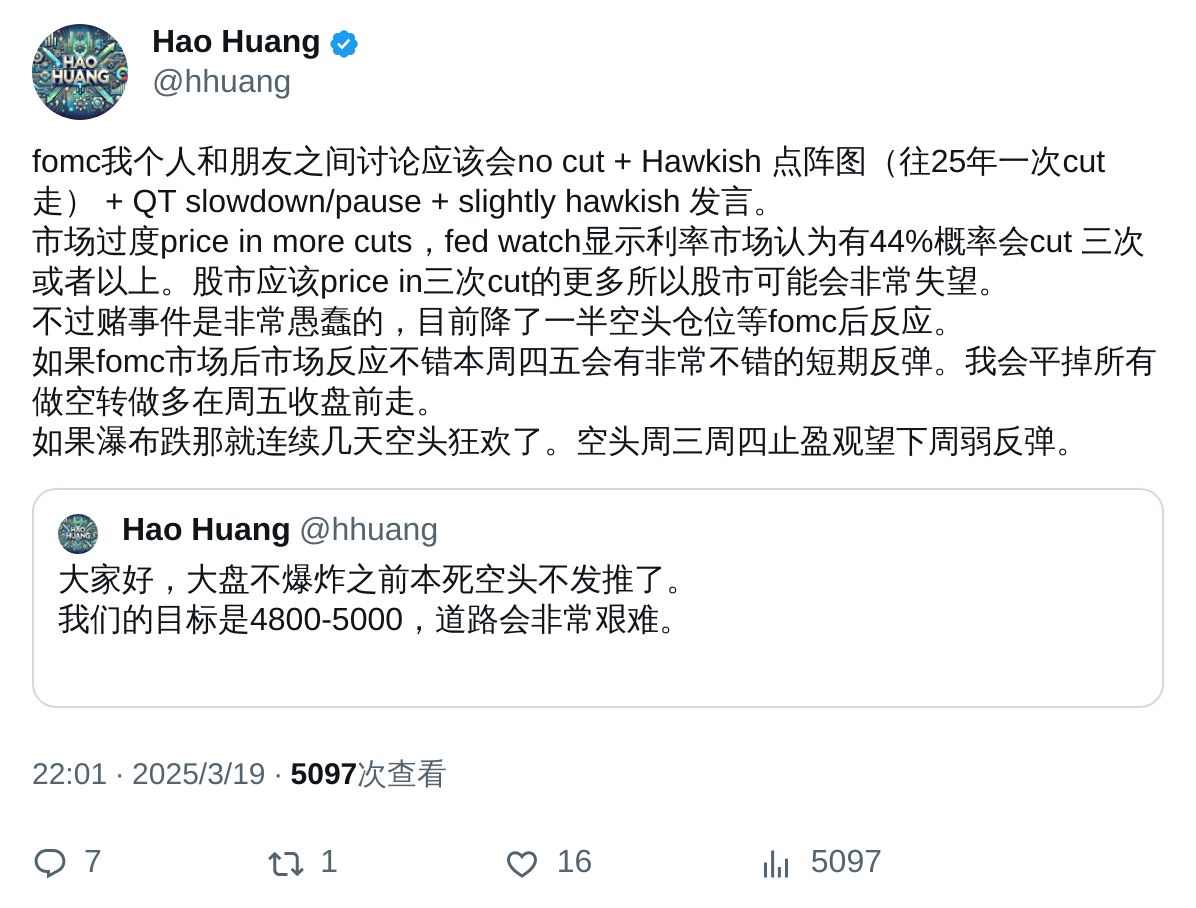 HAO
HUANG
Hao Huang
@hhuang
fomc我个人和朋友之间讨论应该会no cut + Hawkish 点阵图（往25年一次cut
走） + QT slowdown/pause + slightly hawkish 发言。
市场过度price in more cuts，fed watch显示利率市场认为有44%概率会cut 三次
或者以上。股市应该price in三次cut的更多所以股市可能会非常失望。
不过赌事件是非常愚蠢的，目前降了一半空头仓位等fomc后反应。
如果fomc市场后市场反应不错本周四五会有非常不错的短期反弹。我会平掉所有
做空转做多在周五收盘前走。
如果瀑布跌那就连续几天空头狂欢了。空头周三周四止盈观望下周弱反弹。
HAO
HUANG
Hao Huang @hhuang
大家好，大盘不爆炸之前本死空头不发推了。
我们的目标是4800-5000，道路会非常艰难。
22:01 · 2025/3/19 · 5097次查看
7 1 16 5097